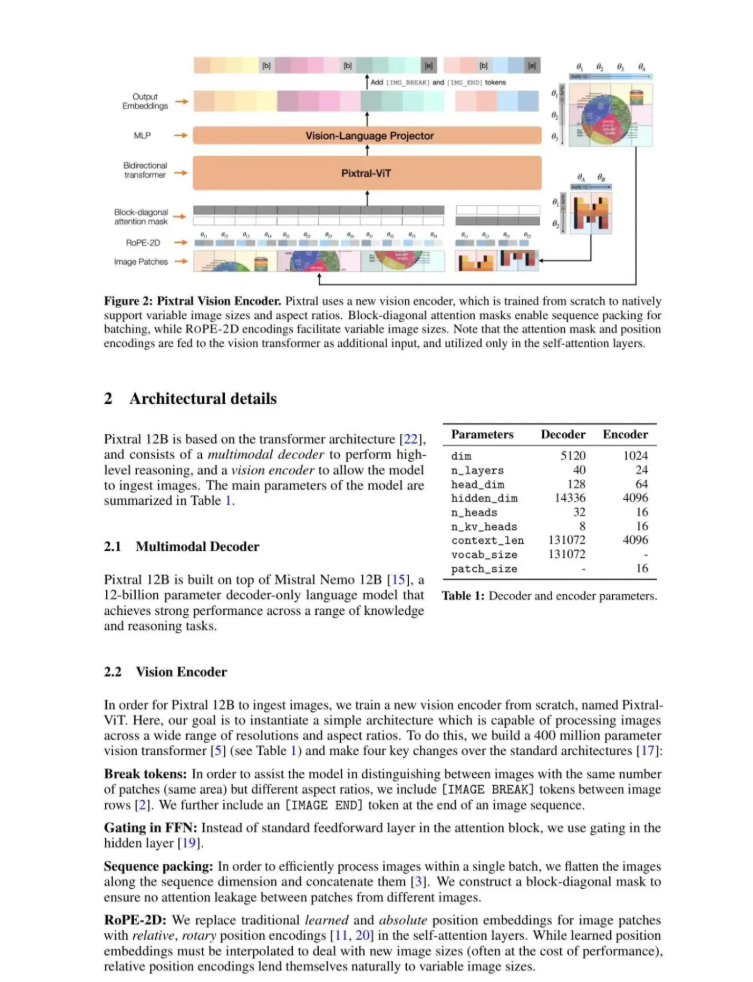 [b] [b] [e] [b] [e]
Add [IMG_BREAK] and [IMG_END] tokens
Output Embeddings
MLP
Vision-Language Projector
Bidirectional transformer
Pixtral-ViT
Block-diagonal attention mask
RoPE-2D
Image Patches
θ₁ θ₂ θ₃ θ₄
θ₁
θ₂
θ₃
θA θB
θ₁
θ₂
Figure 2: Pixtral Vision Encoder. Pixtral uses a new vision encoder, which is trained from scratch to natively
support variable image sizes and aspect ratios. Block-diagonal attention masks enable sequence packing for
batching, while ROPE-2D encodings facilitate variable image sizes. Note that the attention mask and position
encodings are fed to the vision transformer as additional input, and utilized only in the self-attention layers.
2 Architectural details
Pixtral 12B is based on the transformer architecture [22],
and consists of a multimodal decoder to perform high-
level reasoning, and a vision encoder to allow the model
to ingest images. The main parameters of the model are
summarized in Table 1.
2.1 Multimodal Decoder
Pixtral 12B is built on top of Mistral Nemo 12B [15], a
12-billion parameter decoder-only language model that
achieves strong performance across a range of knowledge
and reasoning tasks.
Parameters Decoder Encoder
dim 5120 1024
n_layers 40 24
head_dim 128 64
hidden_dim 14336 4096
n_heads 32 16
n_kv_heads 8 16
context_len 131072 4096
vocab_size 131072 -
patch_size - 16
Table 1: Decoder and encoder parameters.
2.2 Vision Encoder
In order for Pixtral 12B to ingest images, we train a new vision encoder from scratch, named Pixtral-
ViT. Here, our goal is to instantiate a simple architecture which is capable of processing images
across a wide range of resolutions and aspect ratios. To do this, we build a 400 million parameter
vision transformer [5] (see Table 1) and make four key changes over the standard architectures [17]:
Break tokens: In order to assist the model in distinguishing between images with the same number
of patches (same area) but different aspect ratios, we include [IMAGE BREAK] tokens between image
rows [2]. We further include an [IMAGE END] token at the end of an image sequence.
Gating in FFN: Instead of standard feedforward layer in the attention block, we use gating in the
hidden layer [19].
Sequence packing: In order to efficiently process images within a single batch, we flatten the images
along the sequence dimension and concatenate them [3]. We construct a block-diagonal mask to
ensure no attention leakage between patches from different images.
RoPE-2D: We replace traditional learned and absolute position embeddings for image patches
with relative, rotary position encodings [11, 20] in the self-attention layers. While learned position
embeddings must be interpolated to deal with new image sizes (often at the cost of performance),
relative position encodings lend themselves naturally to variable image sizes.